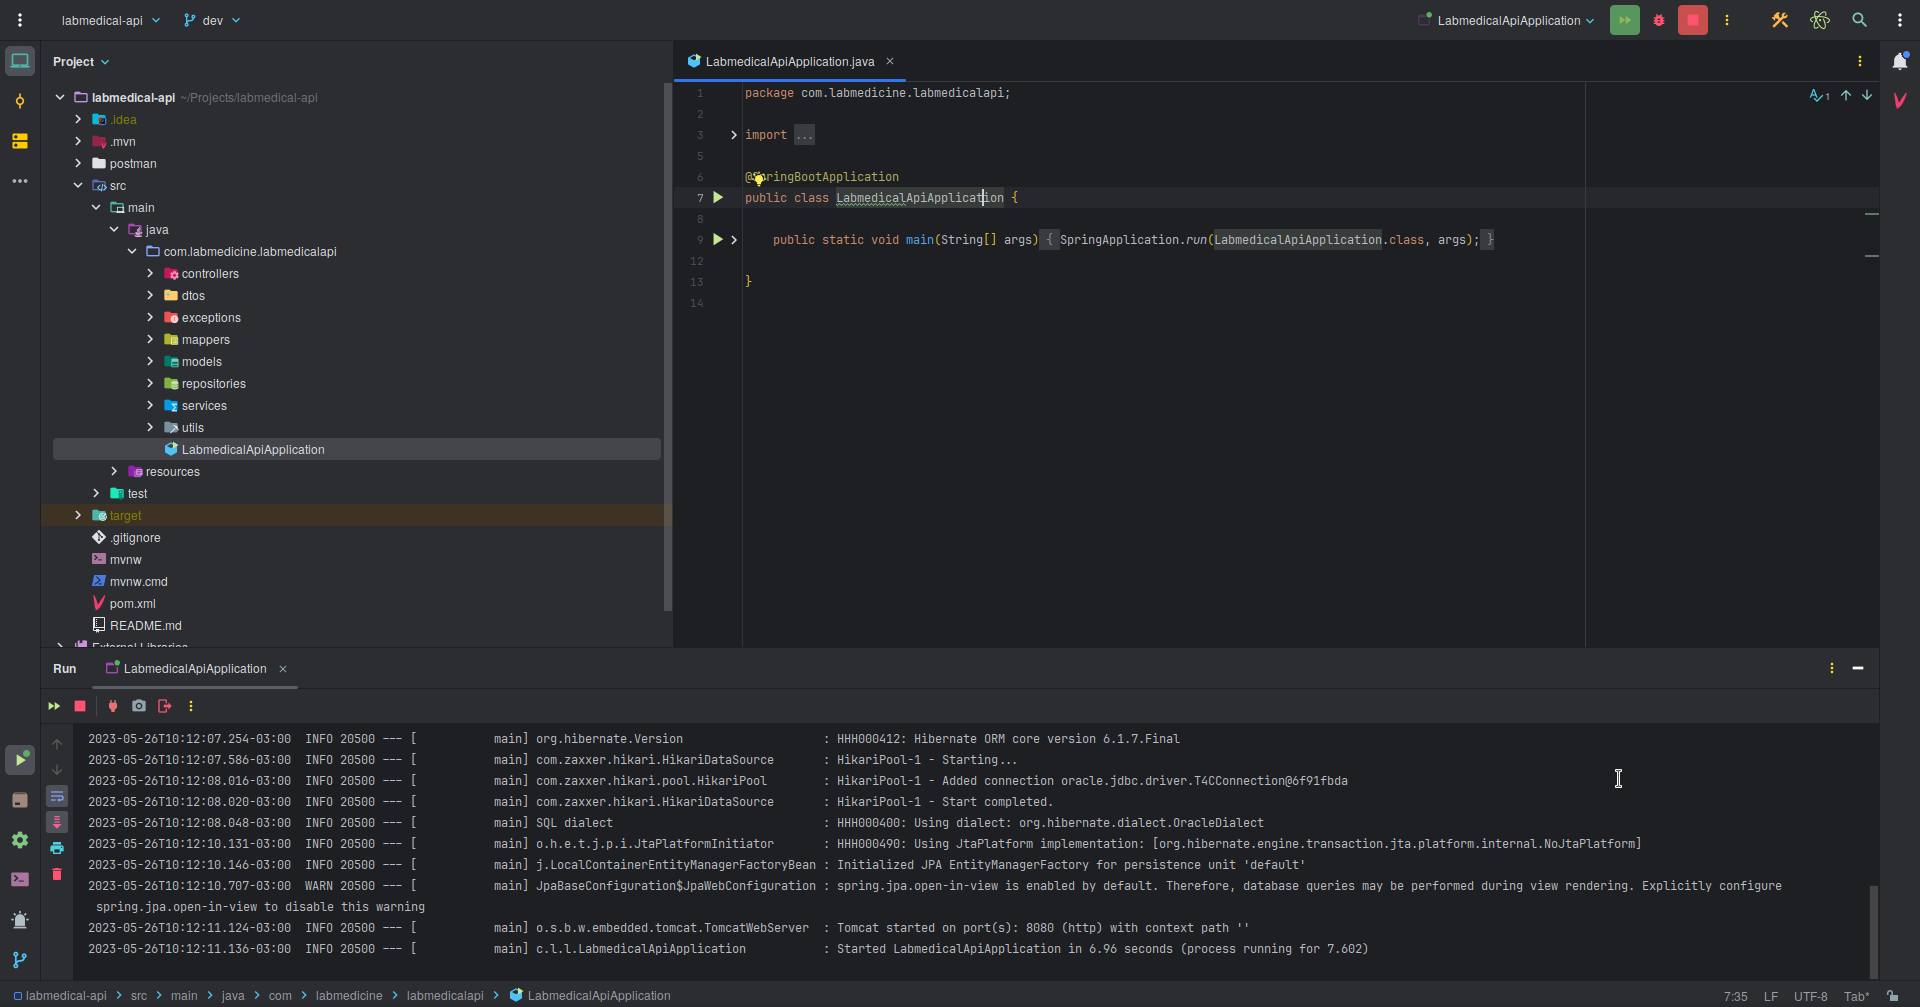 labmedical-api dev LabmedicalApiApplication
Project
labmedical-api ~/Projects/labmedical-api
.idea
.mvn
postman
src
main
java
com.labmedicine.labmedicalapi
controllers
dtos
exceptions
mappers
models
repositories
services
utils
LabmedicalApiApplication
resources
test
target
.gitignore
mvnw
mvnw.cmd
pom.xml
README.md
External Libraries
LabmedicalApiApplication.java
1 package com.labmedicine.labmedicalapi;
2
3 import ...
5
6 @SpringBootApplication
7 public class LabmedicalApiApplication {
8
9 public static void main(String[] args) { SpringApplication.run(LabmedicalApiApplication.class, args); }
12
13 }
14
1
Run LabmedicalApiApplication
2023-05-26T10:12:07.254-03:00  INFO 20500 --- [           main] org.hibernate.Version                    : HHH000412: Hibernate ORM core version 6.1.7.Final
2023-05-26T10:12:07.586-03:00  INFO 20500 --- [           main] com.zaxxer.hikari.HikariDataSource       : HikariPool-1 - Starting...
2023-05-26T10:12:08.016-03:00  INFO 20500 --- [           main] com.zaxxer.hikari.pool.HikariPool        : HikariPool-1 - Added connection oracle.jdbc.driver.T4CConnection@6f91fbda
2023-05-26T10:12:08.020-03:00  INFO 20500 --- [           main] com.zaxxer.hikari.HikariDataSource       : HikariPool-1 - Start completed.
2023-05-26T10:12:08.048-03:00  INFO 20500 --- [           main] SQL dialect                              : HHH000400: Using dialect: org.hibernate.dialect.OracleDialect
2023-05-26T10:12:10.131-03:00  INFO 20500 --- [           main] o.h.e.t.j.p.i.JtaPlatformInitiator       : HHH000490: Using JtaPlatform implementation: [org.hibernate.engine.transaction.jta.platform.internal.NoJtaPlatform]
2023-05-26T10:12:10.146-03:00  INFO 20500 --- [           main] j.LocalContainerEntityManagerFactoryBean : Initialized JPA EntityManagerFactory for persistence unit 'default'
2023-05-26T10:12:10.707-03:00  WARN 20500 --- [           main] JpaBaseConfiguration$JpaWebConfiguration : spring.jpa.open-in-view is enabled by default. Therefore, database queries may be performed during view rendering. Explicitly configure
spring.jpa.open-in-view to disable this warning
2023-05-26T10:12:11.124-03:00  INFO 20500 --- [           main] o.s.b.w.embedded.tomcat.TomcatWebServer  : Tomcat started on port(s): 8080 (http) with context path ''
2023-05-26T10:12:11.136-03:00  INFO 20500 --- [           main] c.l.l.LabmedicalApiApplication           : Started LabmedicalApiApplication in 6.96 seconds (process running for 7.602)
labmedical-api > src > main > java > com > labmedicine > labmedicalapi > LabmedicalApiApplication 7:35 LF UTF-8 Tab*